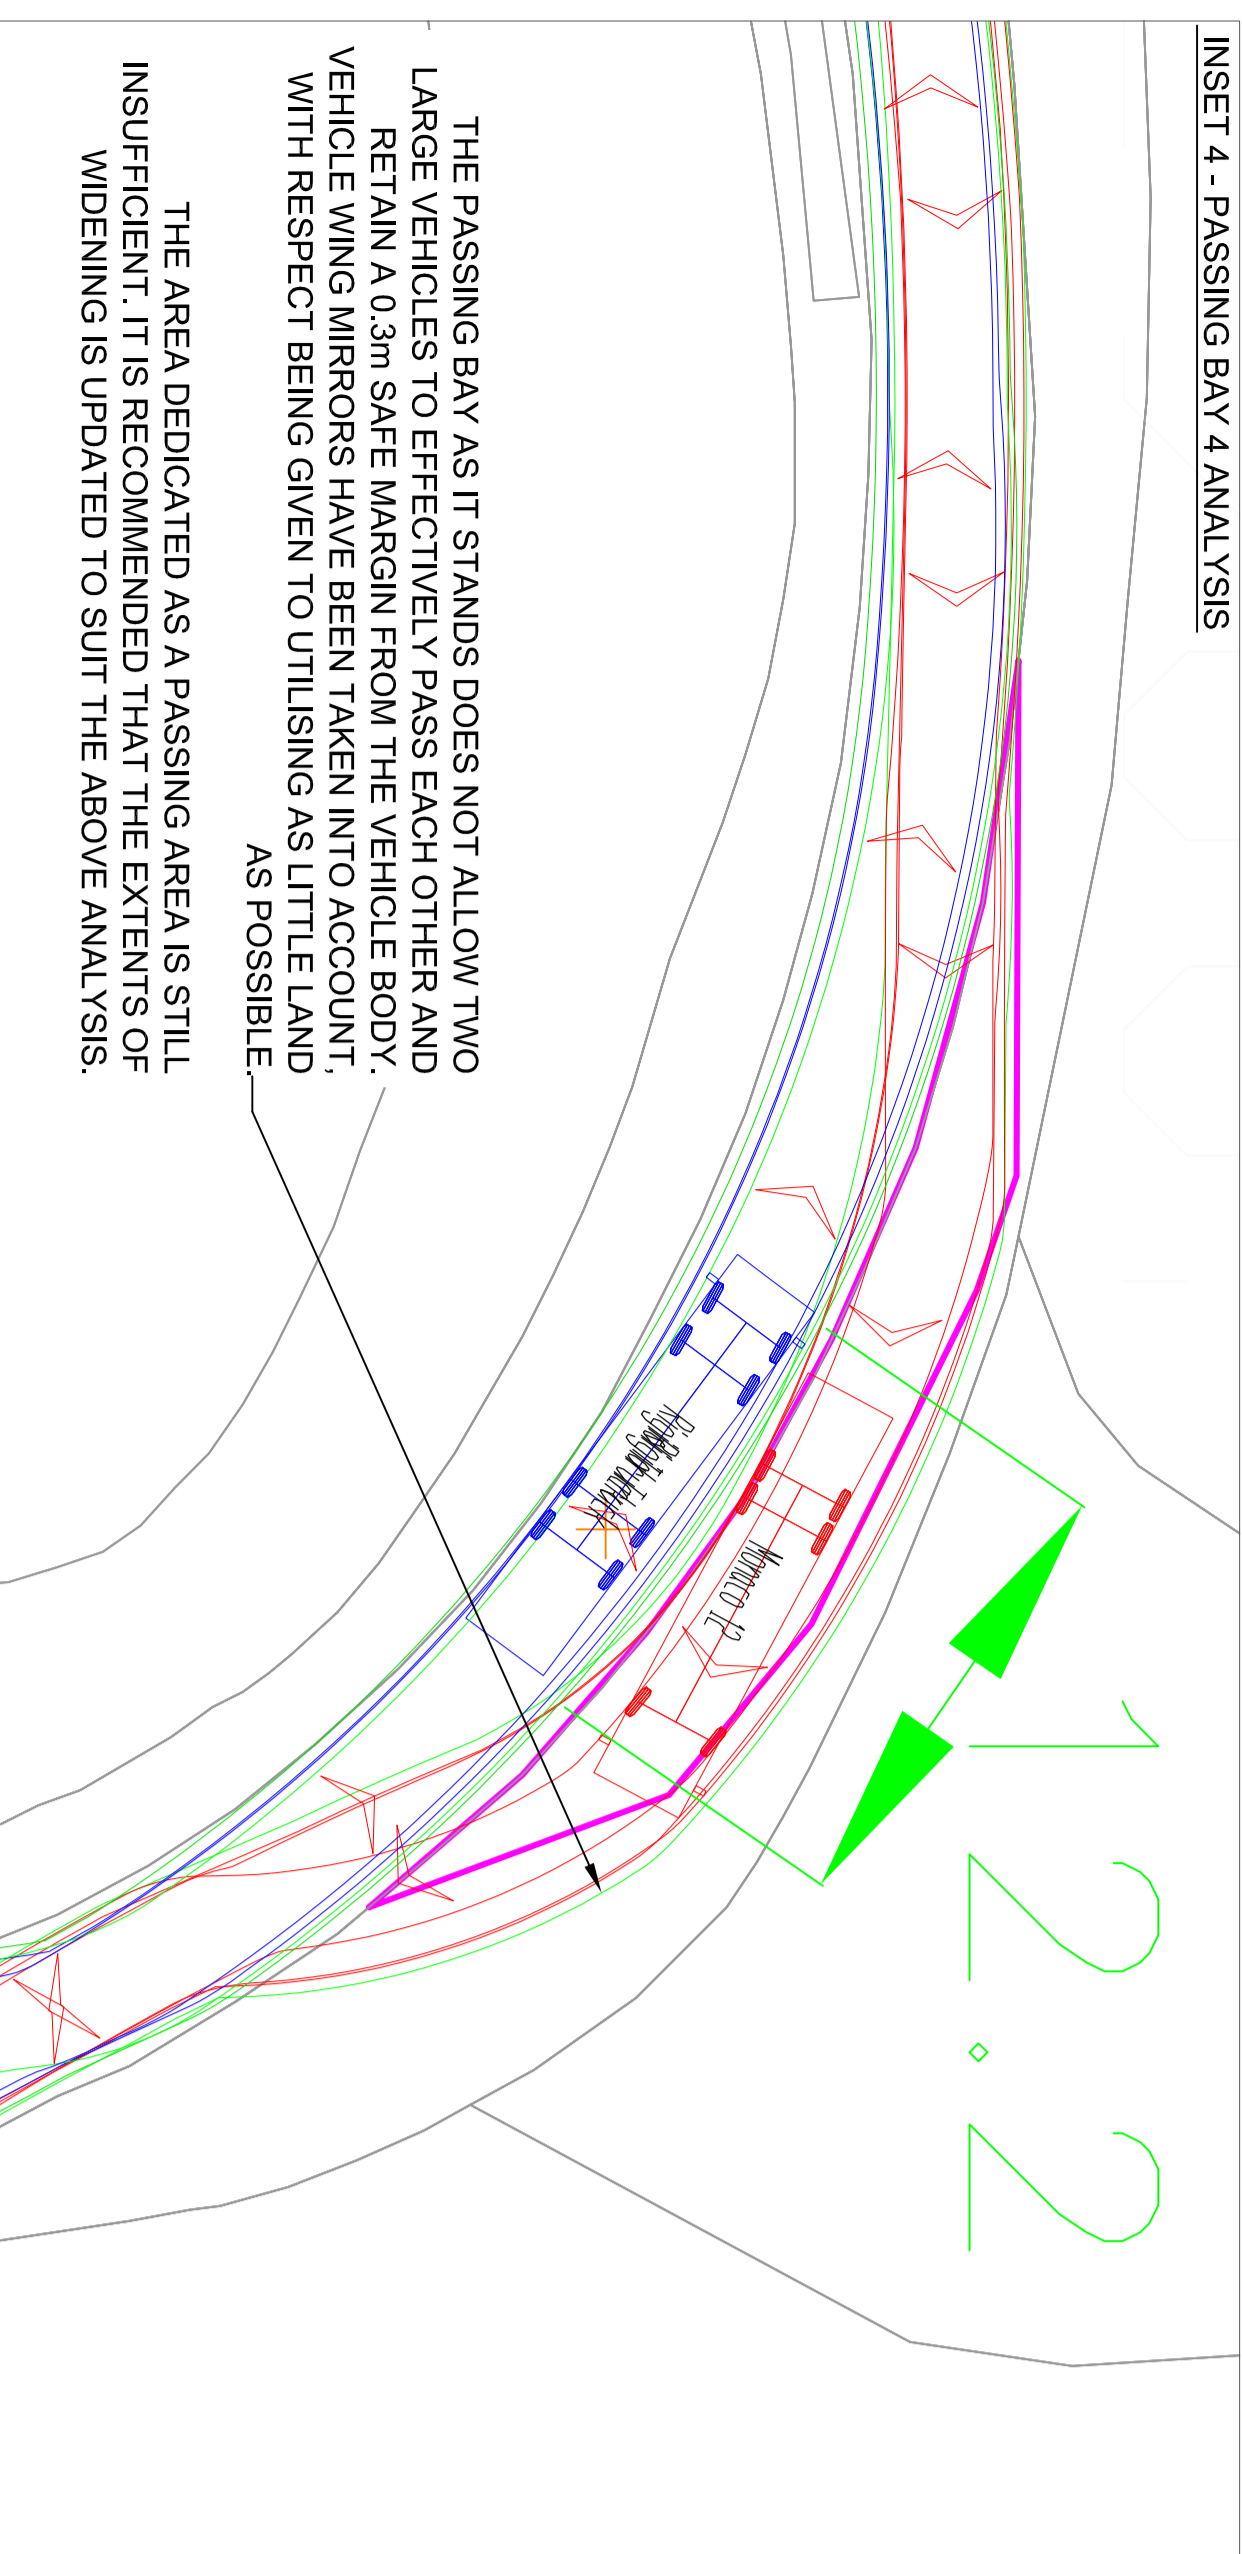 INSET 4 - PASSING BAY 4 ANALYSIS
THE PASSING BAY AS IT STANDS DOES NOT ALLOW TWO
LARGE VEHICLES TO EFFECTIVELY PASS EACH OTHER AND
RETAIN A 0.3m SAFE MARGIN FROM THE VEHICLE BODY.
VEHICLE WING MIRRORS HAVE BEEN TAKEN INTO ACCOUNT,
WITH RESPECT BEING GIVEN TO UTILISING AS LITTLE LAND
AS POSSIBLE.
THE AREA DEDICATED AS A PASSING AREA IS STILL
INSUFFICIENT. IT IS RECOMMENDED THAT THE EXTENTS OF
WIDENING IS UPDATED TO SUIT THE ABOVE ANALYSIS.
12.2
Monaco 12